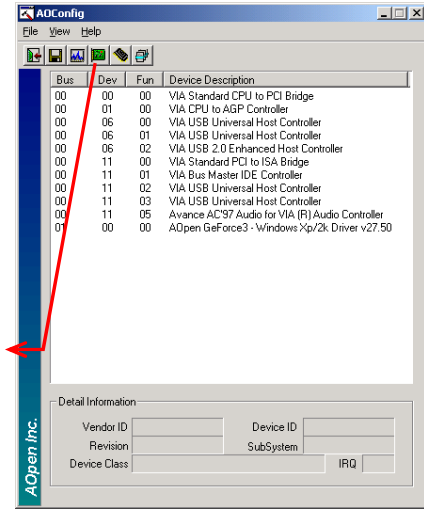 AOConfig
File View Help
Bus Dev Fun Device Description
00 00 00 VIA Standard CPU to PCI Bridge
00 01 00 VIA CPU to AGP Controller
00 06 00 VIA USB Universal Host Controller
00 06 01 VIA USB Universal Host Controller
00 06 02 VIA USB 2.0 Enhanced Host Controller
00 11 00 VIA Standard PCI to ISA Bridge
00 11 01 VIA Bus Master IDE Controller
00 11 02 VIA USB Universal Host Controller
00 11 03 VIA USB Universal Host Controller
00 11 05 Avance AC'97 Audio for VIA (R) Audio Controller
01 00 00 AOpen GeForce3 - Windows Xp/2k Driver v27.50
Detail Information
Vendor ID Device ID
Revision SubSystem
Device Class IRQ
AOpen Inc.